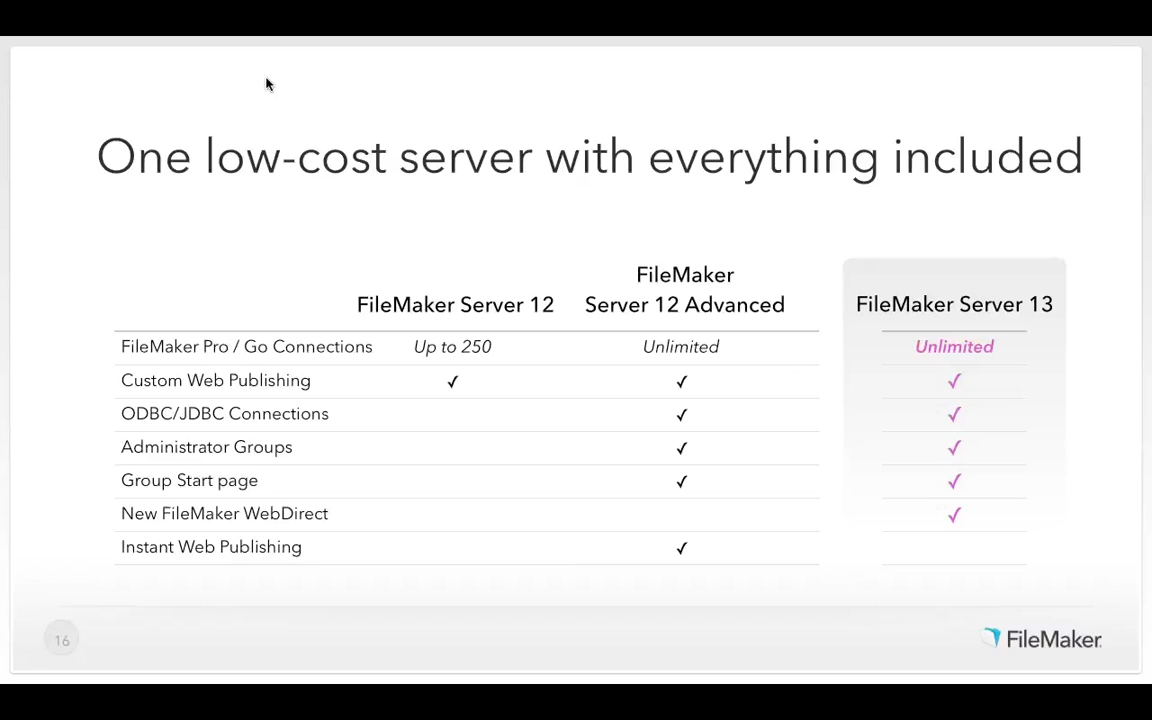 One low-cost server with everything included
FileMaker Server 12
FileMaker
Server 12 Advanced
FileMaker Server 13
FileMaker Pro / Go Connections Up to 250 Unlimited Unlimited
Custom Web Publishing ✓ ✓ ✓
ODBC/JDBC Connections ✓ ✓
Administrator Groups ✓ ✓
Group Start page ✓ ✓
New FileMaker WebDirect ✓
Instant Web Publishing ✓
16
FileMaker